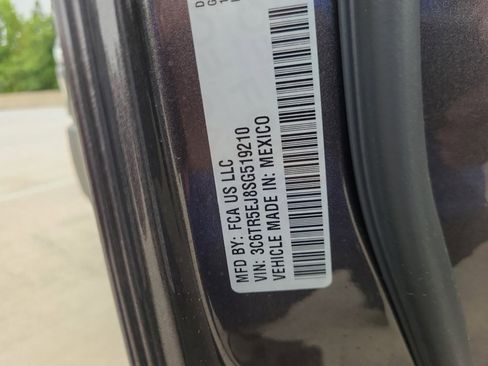 MFD BY: FCA US LLC
VIN: 3C6TR5EJ8SG519210
VEHICLE MADE IN: MEXICO